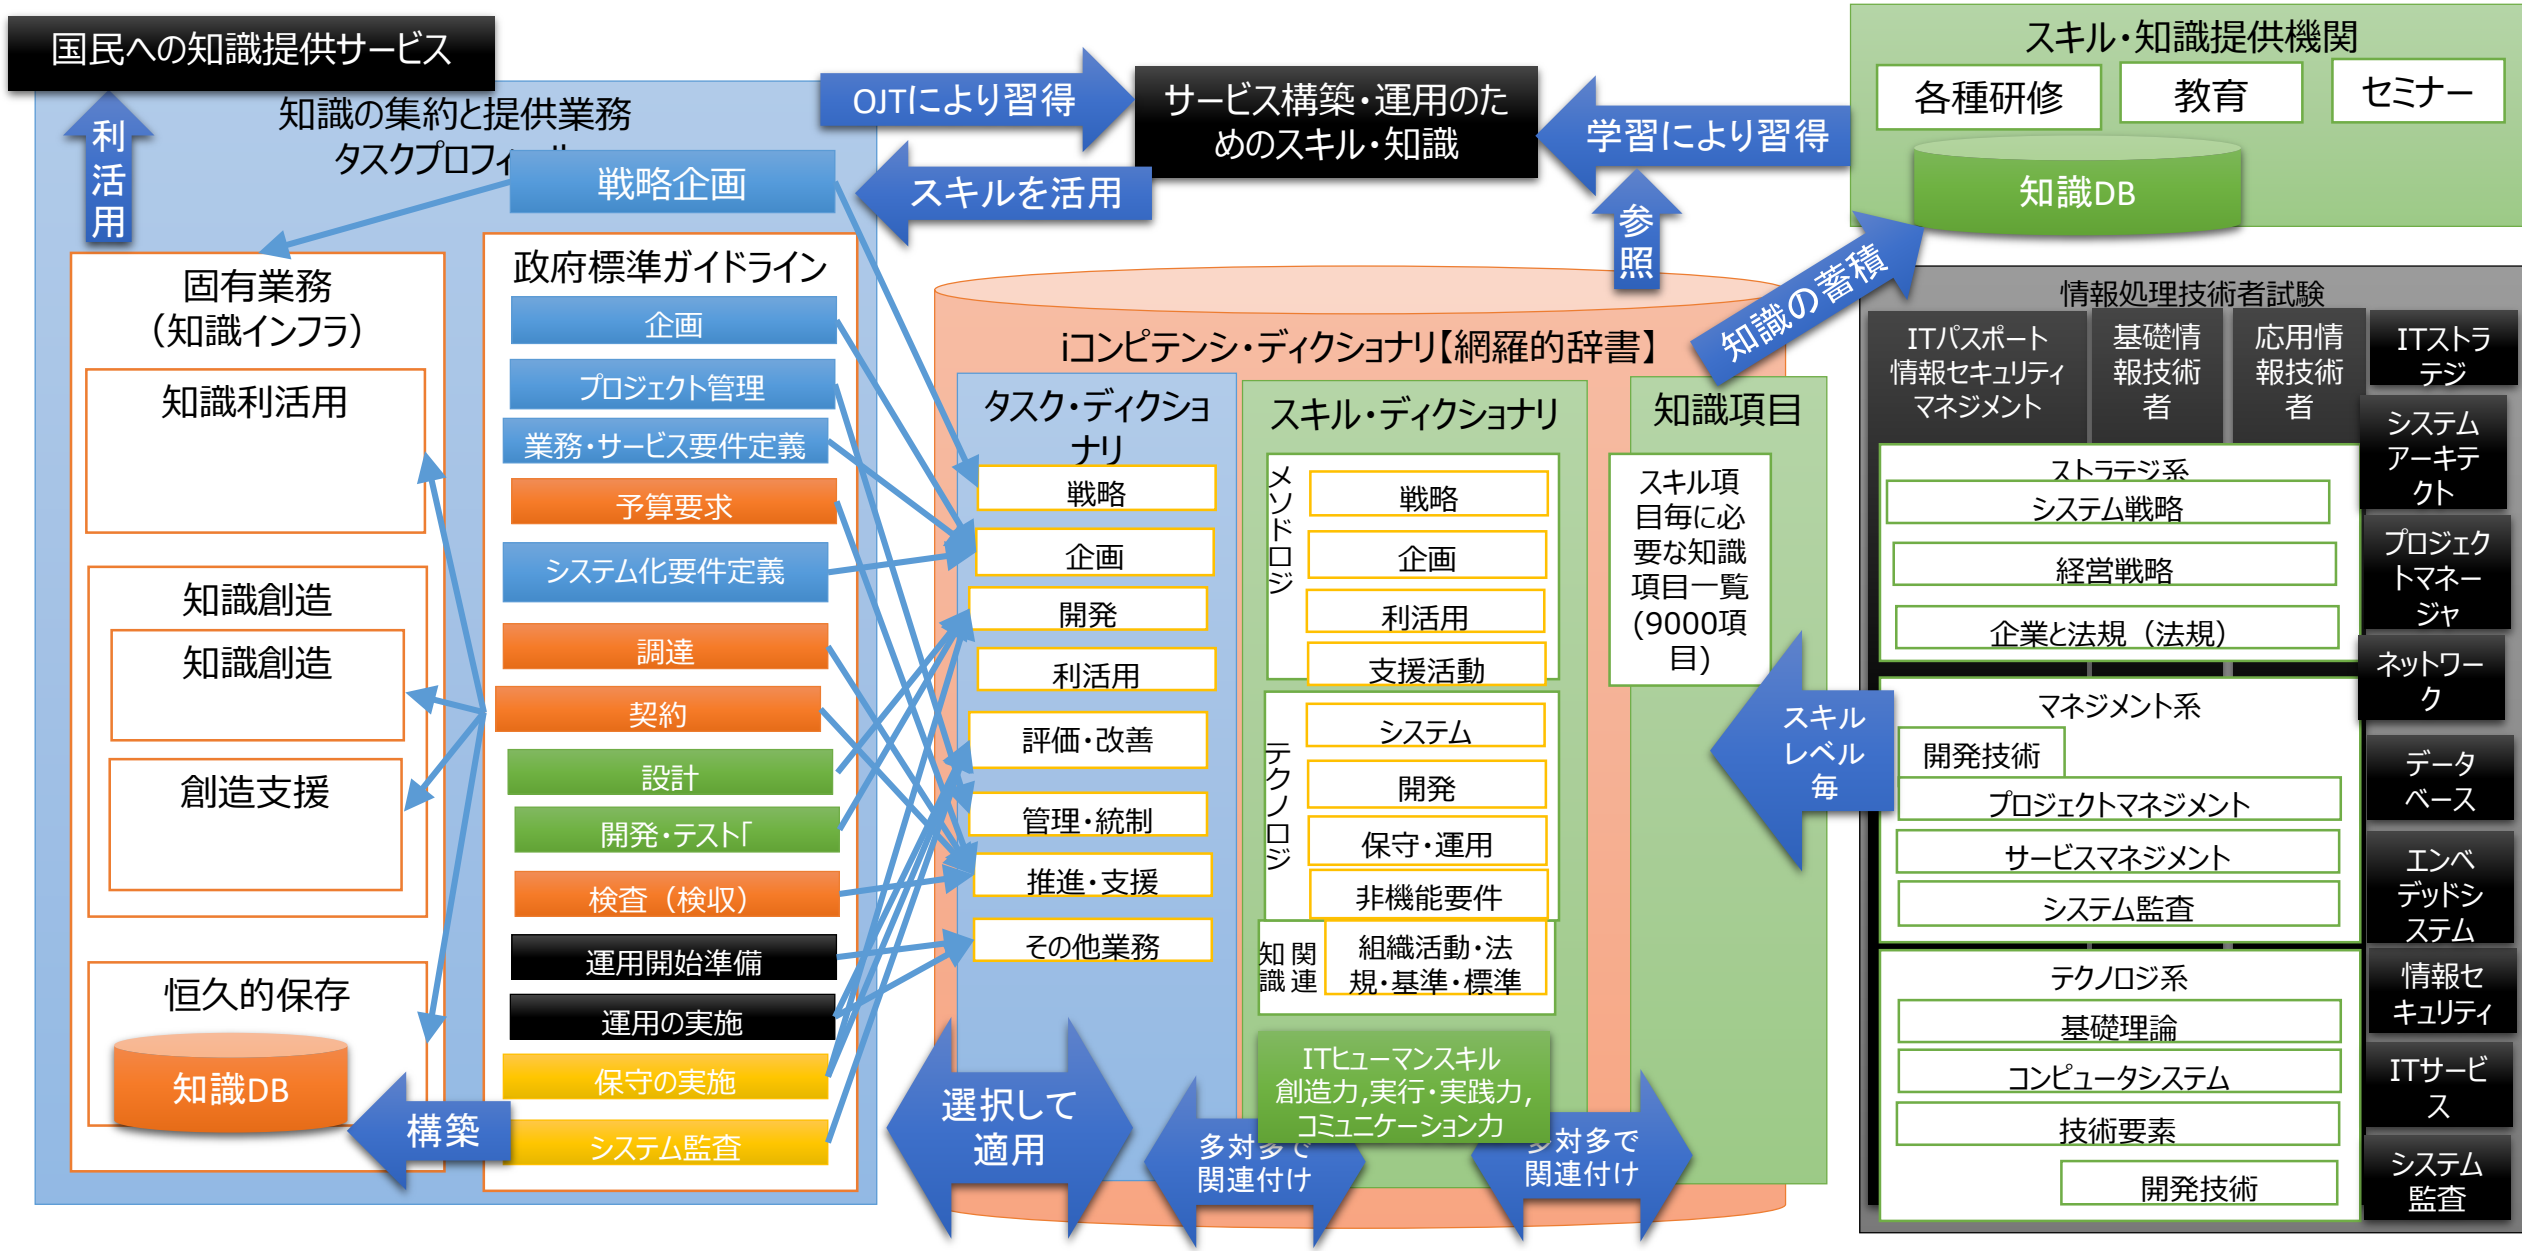 国民への知識提供サービス
知識の集約と提供業務
タスクプロフィール
利
活
用
戦略企画
固有業務
（知識インフラ）
知識利活用
知識創造
知識創造
創造支援
恒久的保存
知識DB
構築
政府標準ガイドライン
企画
プロジェクト管理
業務・サービス要件定義
予算要求
システム化要件定義
調達
契約
設計
開発・テスト「
検査（検収）
運用開始準備
運用の実施
保守の実施
システム監査
OJTにより習得
スキルを活用
サービス構築・運用のた
めのスキル・知識
学習により習得
参
照
スキル・知識提供機関
各種研修
教育
セミナー
知識DB
知識の蓄積
iコンピテンシ・ディクショナリ【網羅的辞書】
タスク・ディクショ
ナリ
戦略
企画
開発
利活用
評価・改善
管理・統制
推進・支援
その他業務
選択して
適用
スキル・ディクショナリ
メソドロジ
戦略
企画
利活用
支援活動
テクノロジ
システム
開発
保守・運用
非機能要件
関連
知識
組織活動・法
規・基準・標準
ITヒューマンスキル
創造力,実行・実践力,
コミュニケーション力
多対多で
関連付け
多対多で
関連付け
知識項目
スキル項
目毎に必
要な知識
項目一覧
(9000項
目)
スキル
レベル
毎
情報処理技術者試験
ITパスポート
情報セキュリティ
マネジメント
基礎情
報技術
者
応用情
報技術
者
ITストラ
テジ
システム
アーキテ
クト
プロジェク
トマネー
ジャ
ネットワー
ク
データ
ベース
エンベ
デッドシ
ステム
情報セ
キュリティ
ITサービ
ス
システム
監査
ストラテジ系
システム戦略
経営戦略
企業と法規（法規）
マネジメント系
開発技術
プロジェクトマネジメント
サービスマネジメント
システム監査
テクノロジ系
基礎理論
コンピュータシステム
技術要素
開発技術